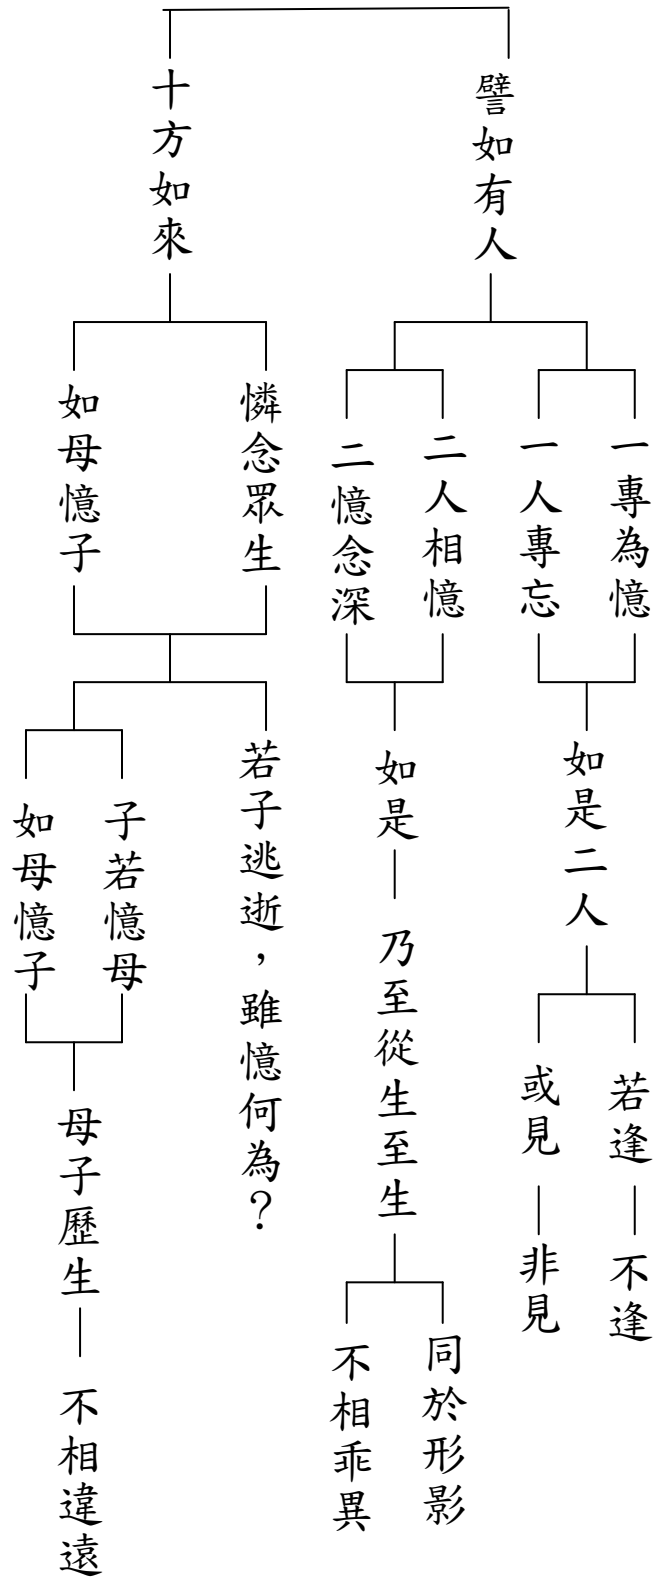 譬如有人
一專為憶
一人專忘
如是二人
若逢
不逢
或見
非見
二人相憶
二憶念深
如是
乃至從生至生
同於形影
不相乖異
十方如來
憐念眾生
如母憶子
若子逃逝，雖憶何為？
子若憶母
如母憶子
母子歷生
不相違遠